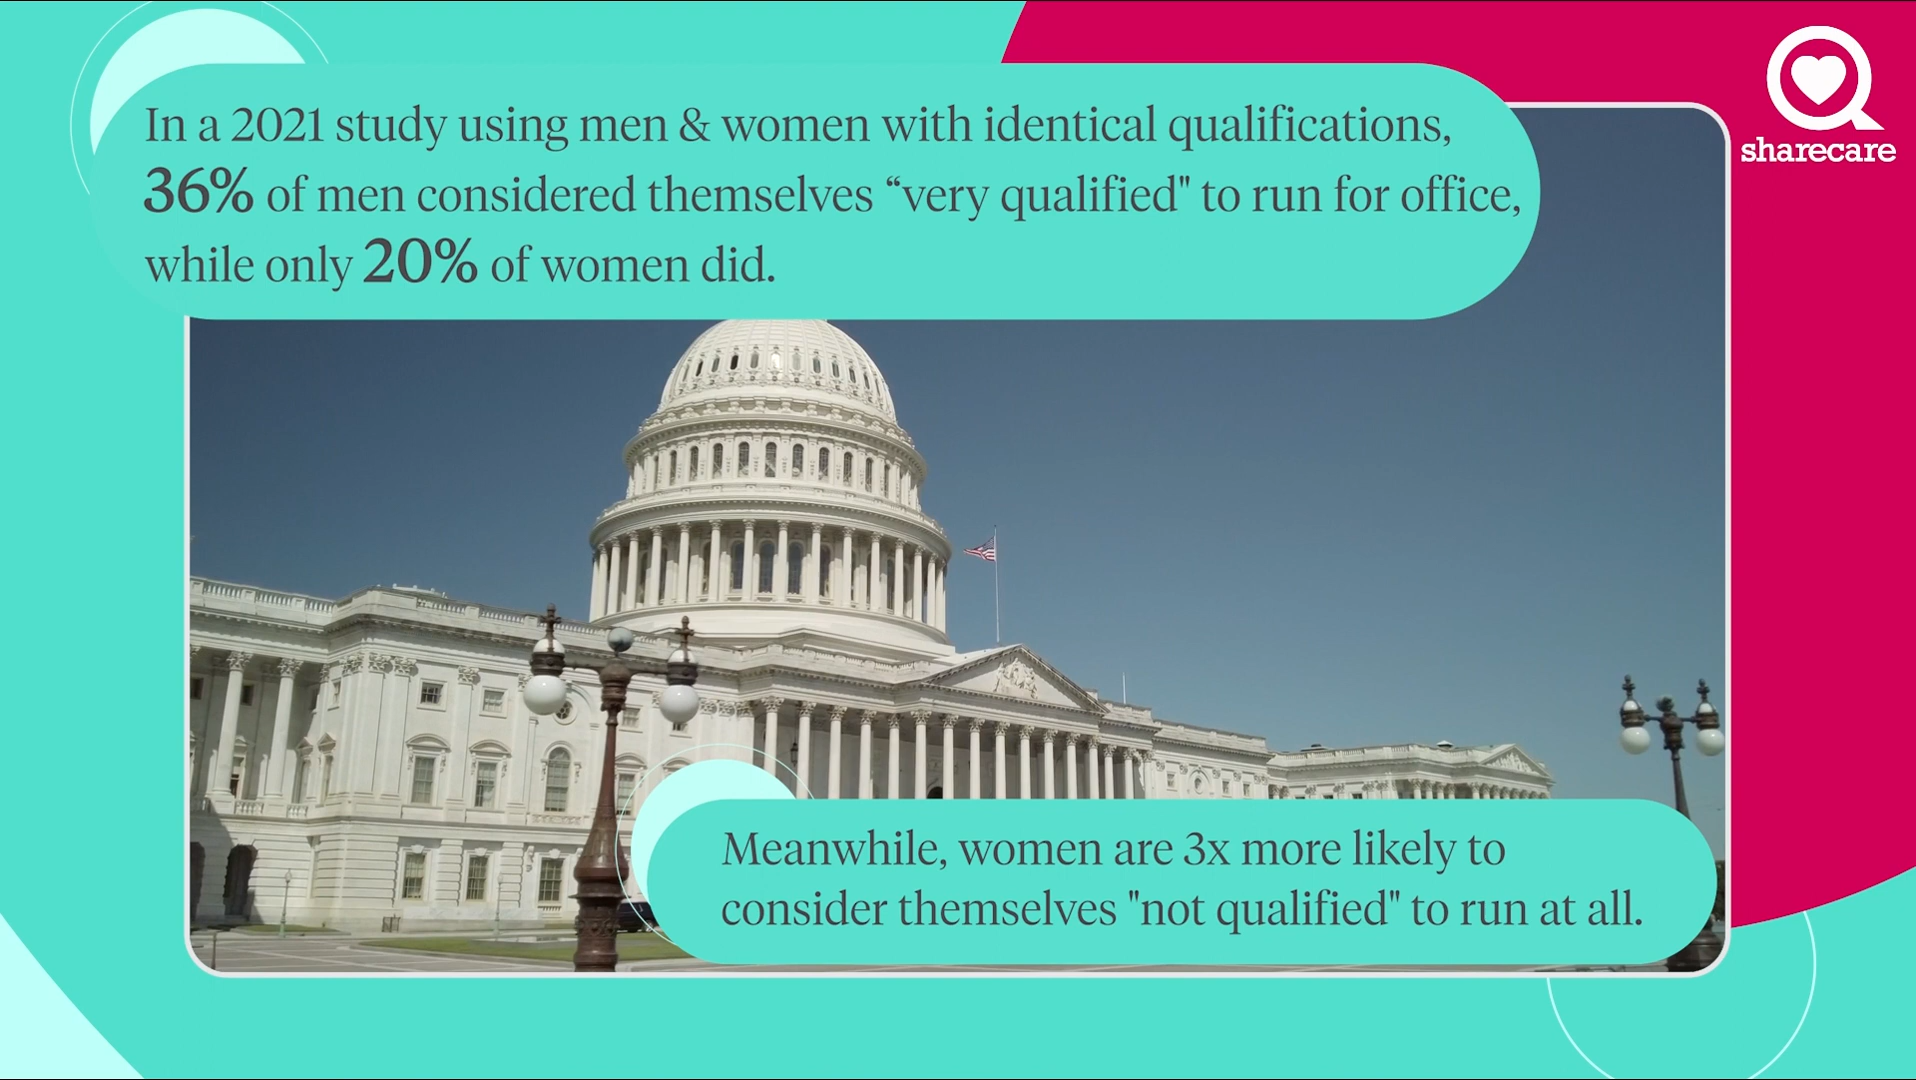 In a 2021 study using men & women with identical qualifications,
36% of men considered themselves “very qualified" to run for office,
while only 20% of women did.
sharecare
Meanwhile, women are 3x more likely to
consider themselves "not qualified" to run at all.